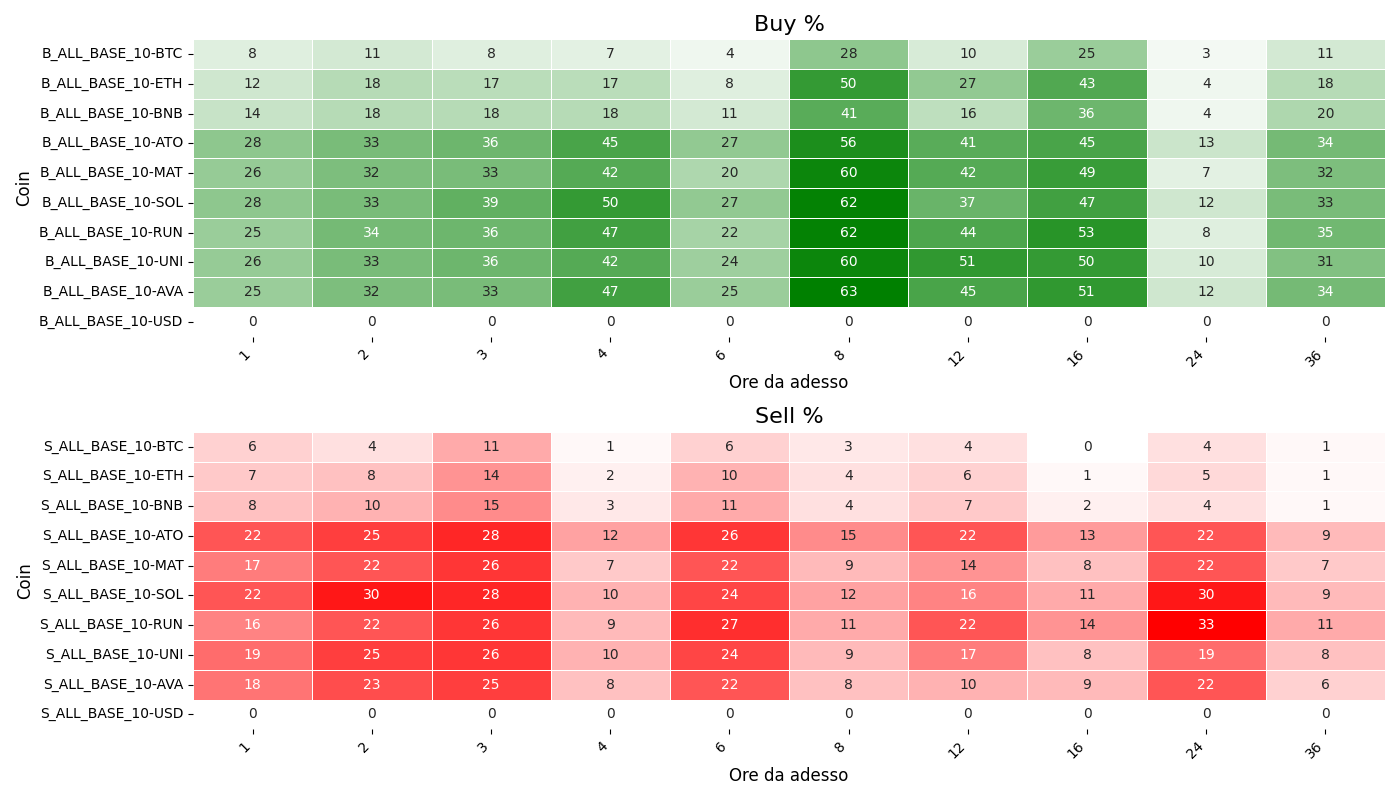 Buy %
Coin
B_ALL_BASE_10-BTC 8 11 8 7 4 28 10 25 3 11
B_ALL_BASE_10-ETH 12 18 17 17 8 50 27 43 4 18
B_ALL_BASE_10-BNB 14 18 18 18 11 41 16 36 4 20
B_ALL_BASE_10-ATO 28 33 36 45 27 56 41 45 13 34
B_ALL_BASE_10-MAT 26 32 33 42 20 60 42 49 7 32
B_ALL_BASE_10-SOL 28 33 39 50 27 62 37 47 12 33
B_ALL_BASE_10-RUN 25 34 36 47 22 62 44 53 8 35
B_ALL_BASE_10-UNI 26 33 36 42 24 60 51 50 10 31
B_ALL_BASE_10-AVA 25 32 33 47 25 63 45 51 12 34
B_ALL_BASE_10-USD 0 0 0 0 0 0 0 0 0 0
1 2 3 4 6 8 12 16 24 36
Ore da adesso
Sell %
Coin
S_ALL_BASE_10-BTC 6 4 11 1 6 3 4 0 4 1
S_ALL_BASE_10-ETH 7 8 14 2 10 4 6 1 5 1
S_ALL_BASE_10-BNB 8 10 15 3 11 4 7 2 4 1
S_ALL_BASE_10-ATO 22 25 28 12 26 15 22 13 22 9
S_ALL_BASE_10-MAT 17 22 26 7 22 9 14 8 22 7
S_ALL_BASE_10-SOL 22 30 28 10 24 12 16 11 30 9
S_ALL_BASE_10-RUN 16 22 26 9 27 11 22 14 33 11
S_ALL_BASE_10-UNI 19 25 26 10 24 9 17 8 19 8
S_ALL_BASE_10-AVA 18 23 25 8 22 8 10 9 22 6
S_ALL_BASE_10-USD 0 0 0 0 0 0 0 0 0 0
1 2 3 4 6 8 12 16 24 36
Ore da adesso